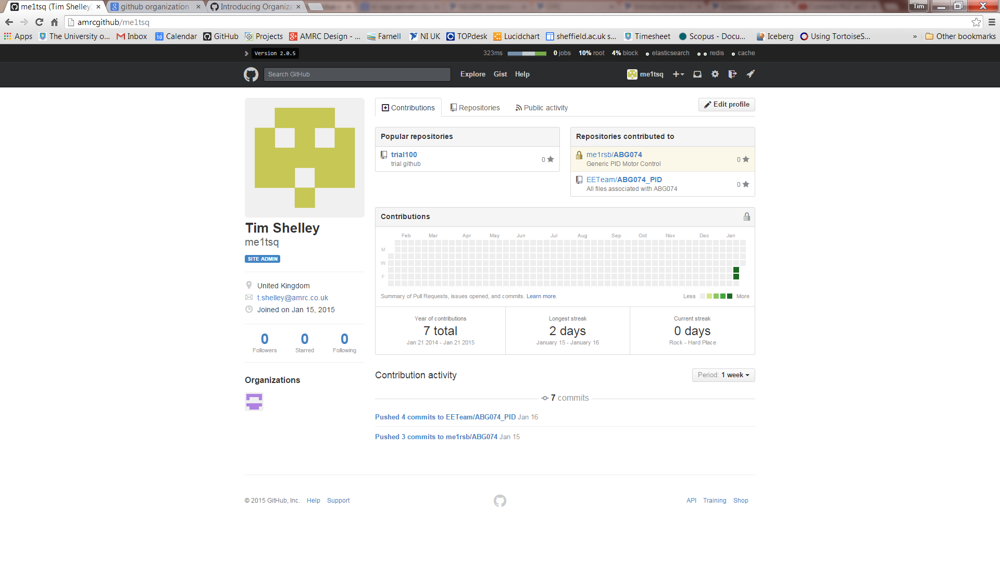 me1tsq (Tim Shelley) github organization Introducing Organiza Tim
amrcgithub/me1tsq
Apps The University o... Inbox Calendar GitHub Projects AMRC Design - ... Farnell NI UK TOPdesk Lucidchart sheffield.ac.uk s... Timesheet Scopus - Docu... Iceberg Using TortoiseS... » Other bookmarks
Version 2.0.5 323ms 0 jobs 10% root 4% block elasticsearch redis cache
Search GitHub Explore Gist Help me1tsq
Contributions Repositories Public activity Edit profile
Popular repositories
trial100 0
trial github
Repositories contributed to
me1rsb/ABG074 0
Generic PID Motor Control
EETeam/ABG074_PID 0
All files associated with ABG074
Tim Shelley
me1tsq
SITE ADMIN
United Kingdom
t.shelley@amrc.co.uk
Joined on Jan 15, 2015
0 0 0
Followers Starred Following
Organizations
Contributions
Feb Mar Apr May Jun Jul Aug Sep Oct Nov Dec Jan
M
W
F
Summary of Pull Requests, issues opened, and commits. Learn more. Less More
Year of contributions
7 total
Jan 21 2014 - Jan 21 2015
Longest streak
2 days
January 15 - January 16
Current streak
0 days
Rock - Hard Place
Contribution activity Period: 1 week
7 commits
Pushed 4 commits to EETeam/ABG074_PID Jan 16
Pushed 3 commits to me1rsb/ABG074 Jan 15
© 2015 GitHub, Inc. Help Support API Training Shop